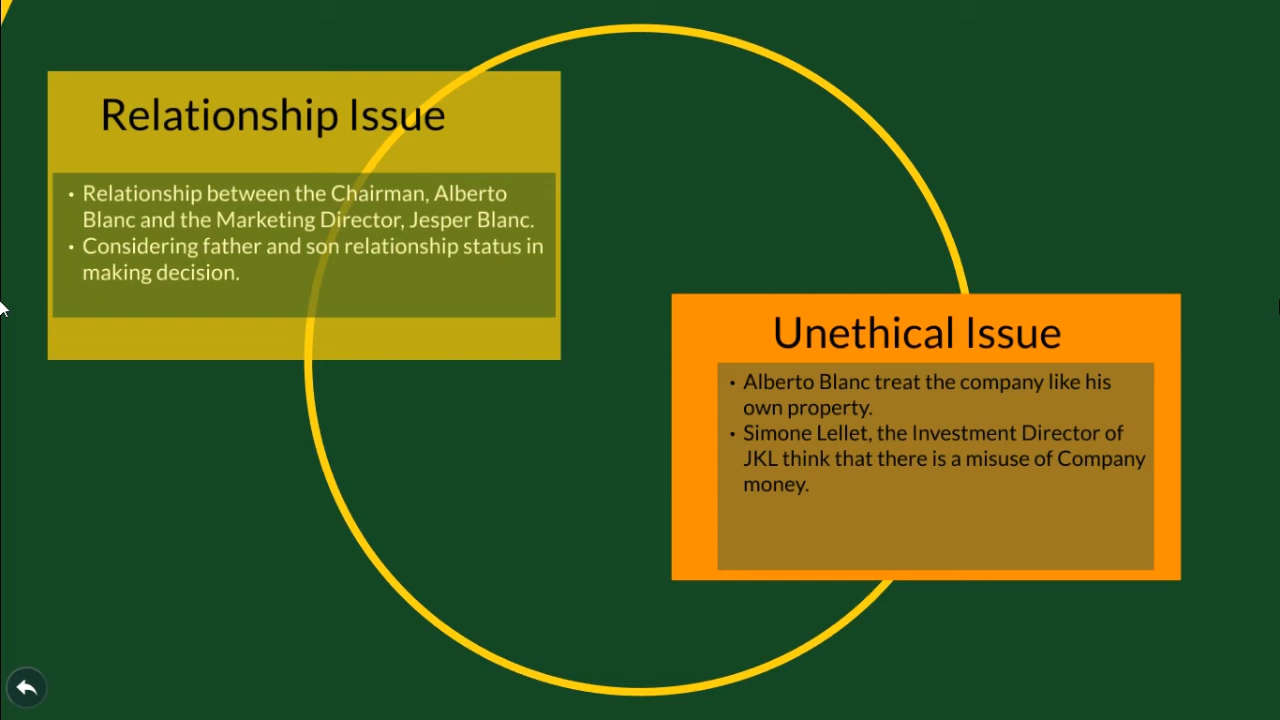 Relationship Issue
• Relationship between the Chairman, Alberto
Blanc and the Marketing Director, Jesper Blanc.
• Considering father and son relationship status in
making decision.
Unethical Issue
• Alberto Blanc treat the company like his
own property.
• Simone Lellet, the Investment Director of
JKL think that there is a misuse of Company
money.